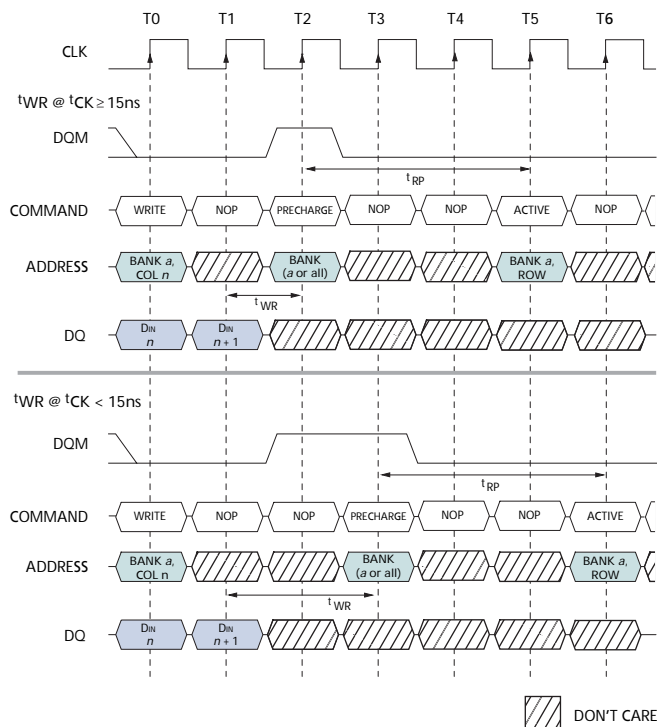 T0 T1 T2 T3 T4 T5 T6
CLK
tWR @ tCK ≥ 15ns
DQM
tRP
COMMAND WRITE NOP PRECHARGE NOP NOP ACTIVE NOP
ADDRESS BANK a, COL n BANK (a or all) BANK a, ROW
tWR
DQ DIN n DIN n + 1
tWR @ tCK < 15ns
DQM
tRP
COMMAND WRITE NOP NOP PRECHARGE NOP NOP ACTIVE
ADDRESS BANK a, COL n BANK (a or all) BANK a, ROW
tWR
DQ DIN n DIN n + 1
DON'T CARE